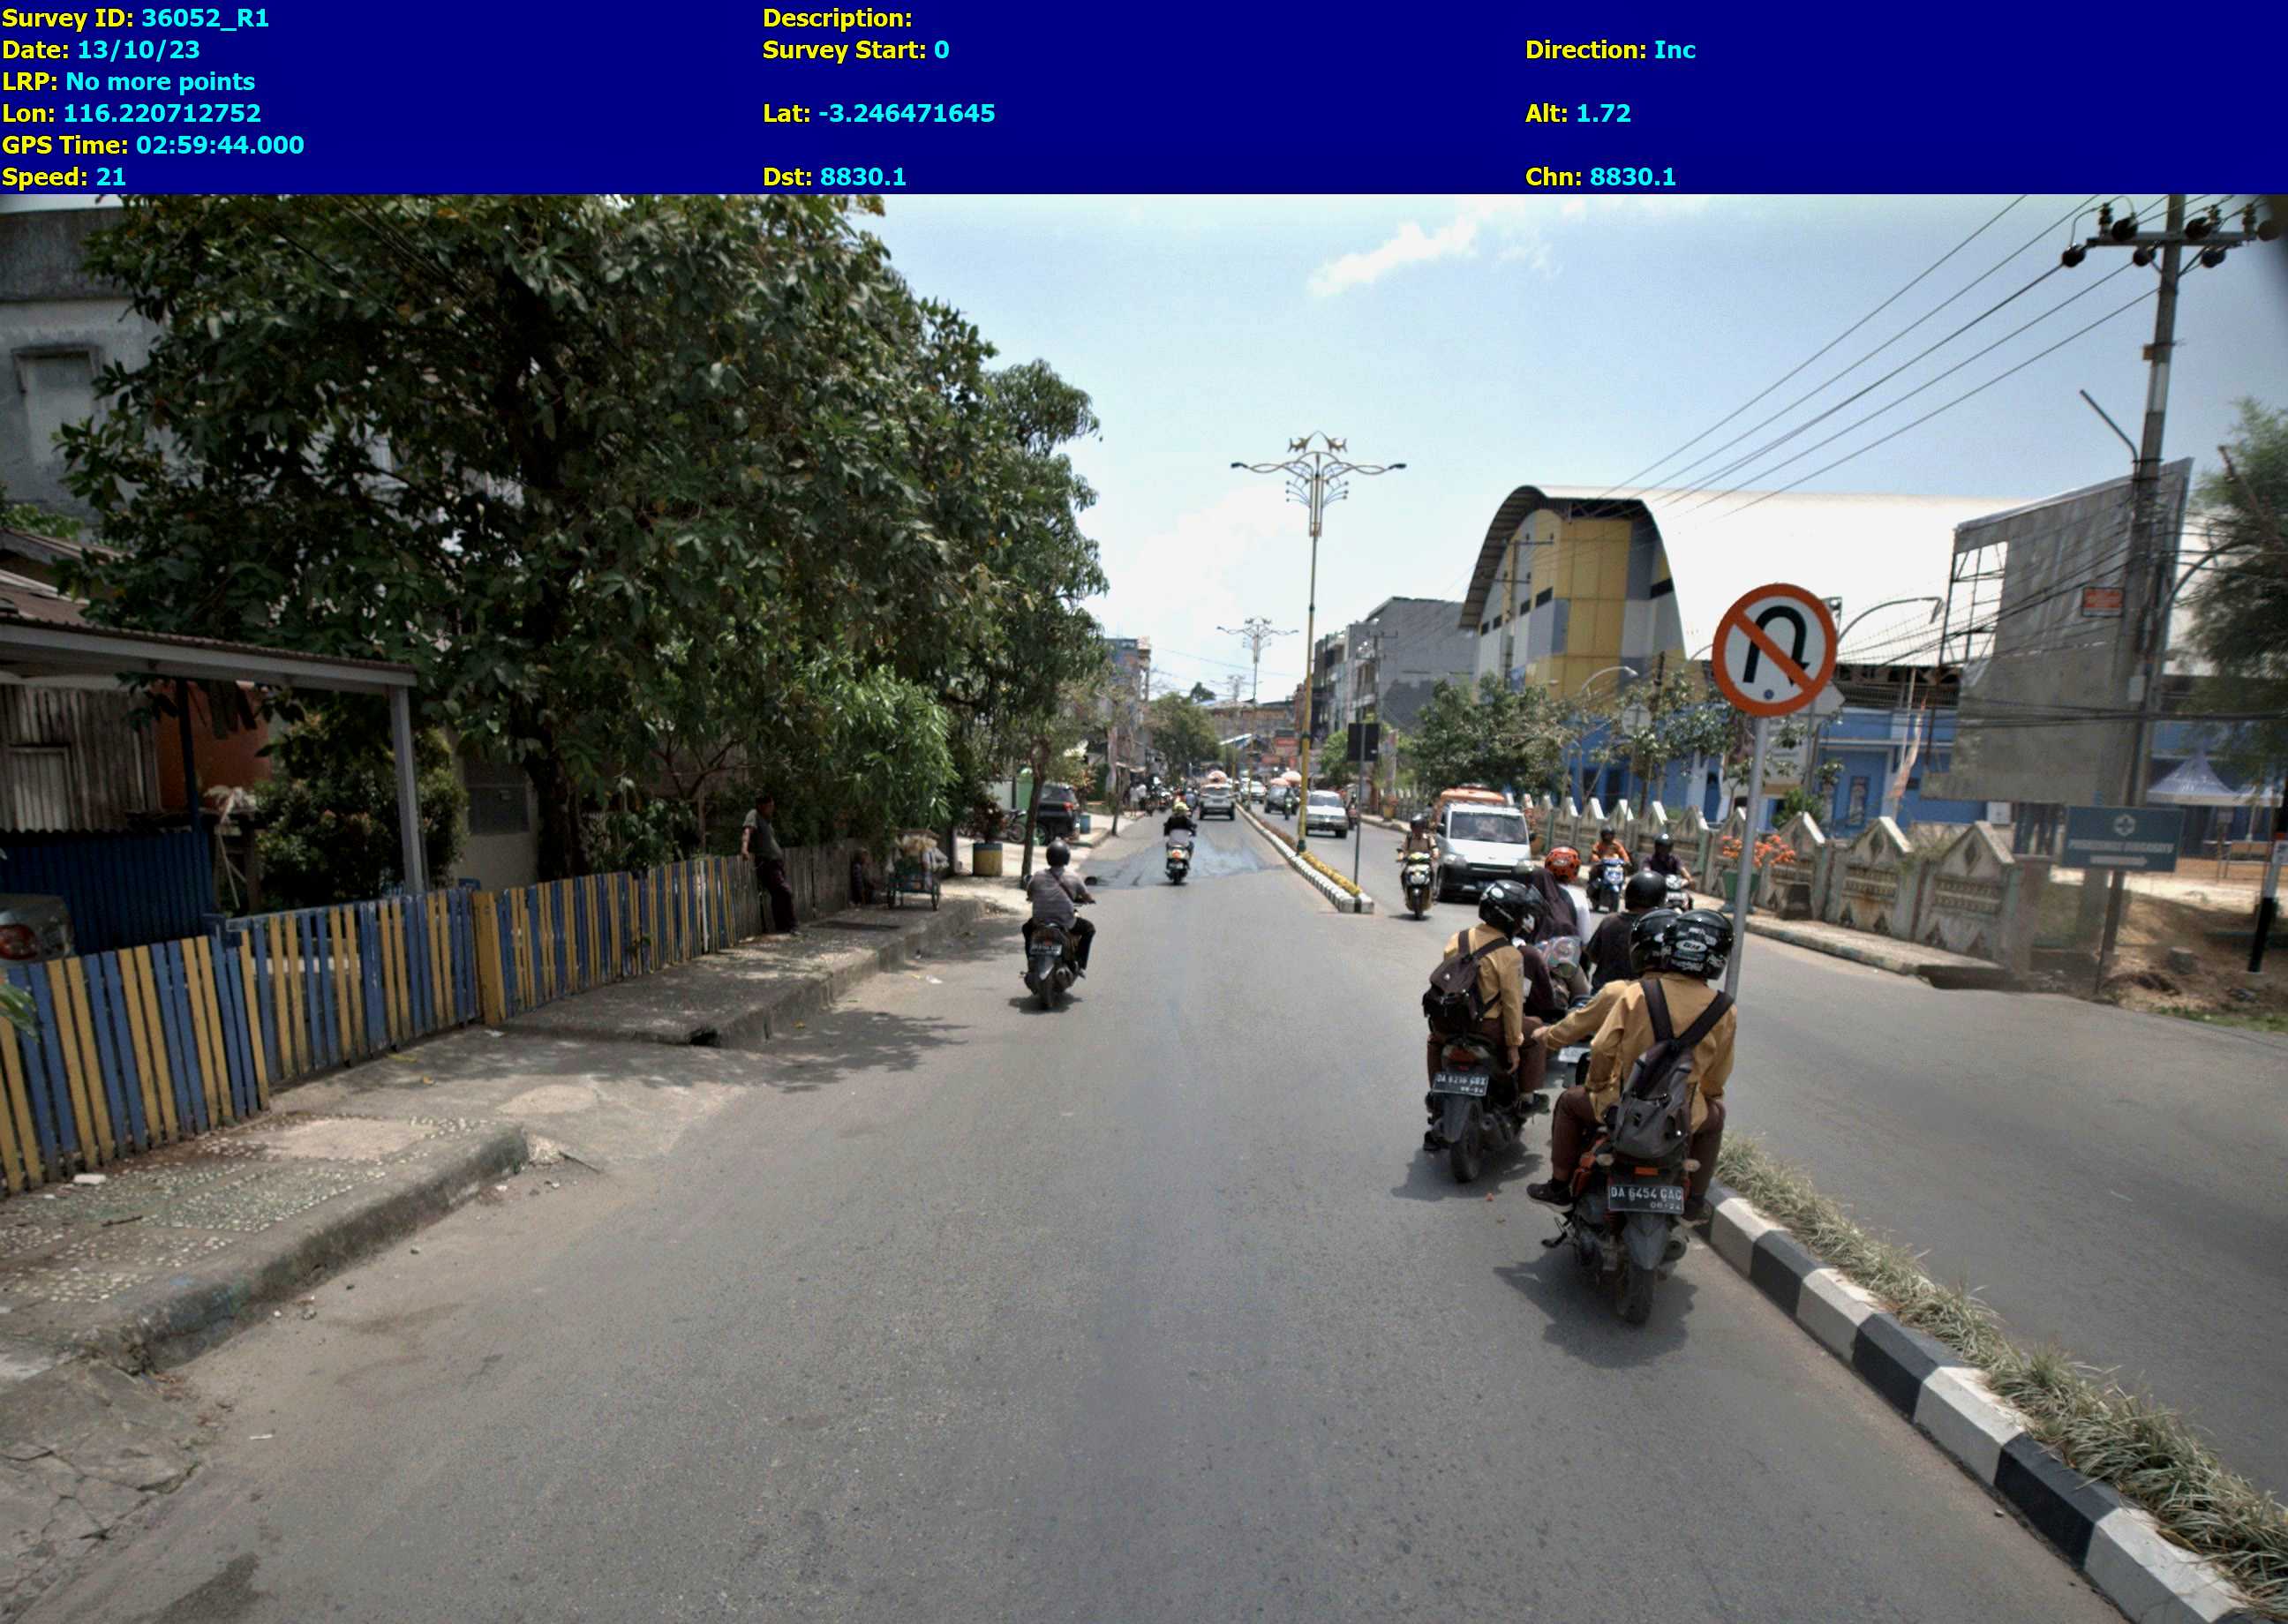 Survey ID: 36052_R1
Description:
Date: 13/10/23
Survey Start: 0
Direction: Inc
LRP: No more points
Lon: 116.220712752
Lat: -3.246471645
Alt: 1.72
GPS Time: 02:59:44.000
Speed: 21
Dst: 8830.1
Chn: 8830.1
DA 6454 GAG